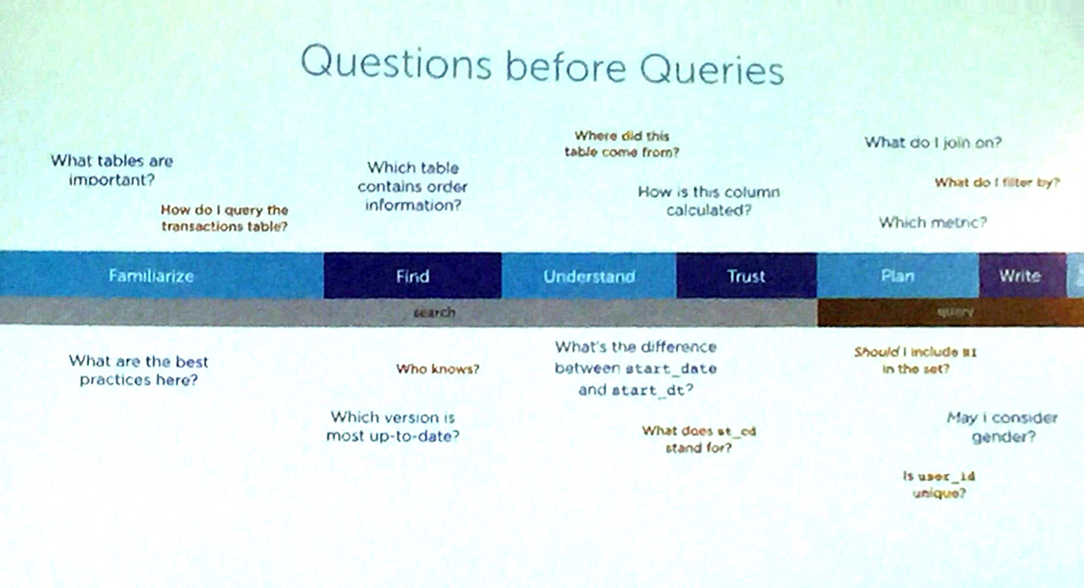 Questions before Queries
What tables are
important?
How do I query the
transactions table?
Which table
contains order
information?
Where did this
table come from?
How is this column
calculated?
What do I join on?
What do I filter by?
Which metric?
Familiarize
Find
Understand
Trust
Plan
Write
search
query
What are the best
practices here?
Who knows?
Which version is
most up-to-date?
What's the difference
between start_date
and start_dt?
What does st_cd
stand for?
Should I include
in the set?
May I consider
gender?
Is user_id
unique?